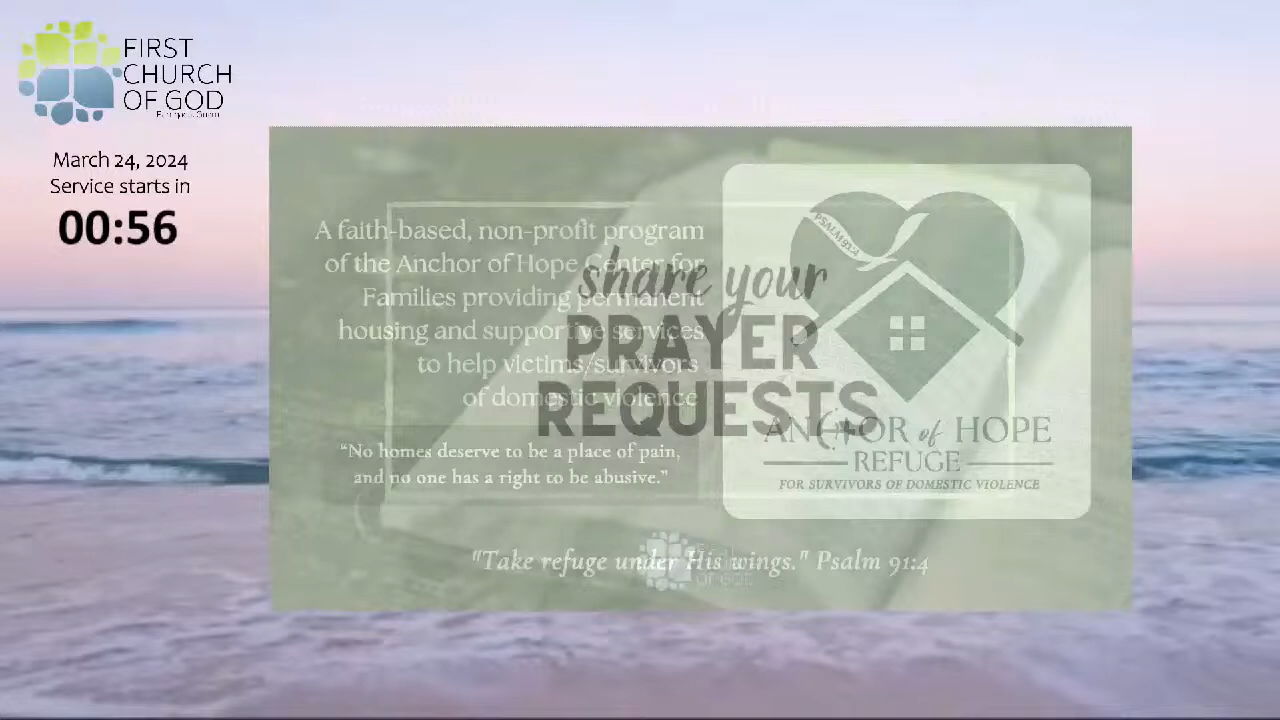 FIRST
CHURCH
OF GOD
March 24, 2024
Service starts in
00:56
A faith-based, non-profit program
of the Anchor of Hope Center for
Families providing permanent
housing and supportive services
to help victims/survivors
of domestic violence
“No homes deserve to be a place of pain,
and no one has a right to be abusive.”
share your
PRAYER
REQUESTS
PSALM 91:4
ANCHOR of HOPE
REFUGE
FOR SURVIVORS OF DOMESTIC VIOLENCE
"Take refuge under His wings." Psalm 91:4
OF GOD